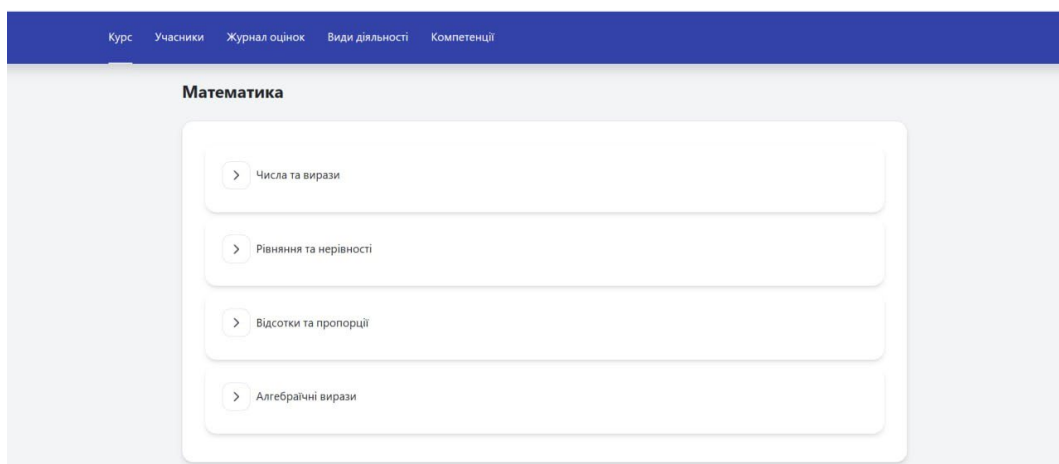 Курс Учасники Журнал оцінок Види діяльності Компетенції
Математика
Числа та вирази
Рівняння та нерівності
Відсотки та пропорції
Алгебраїчні вирази